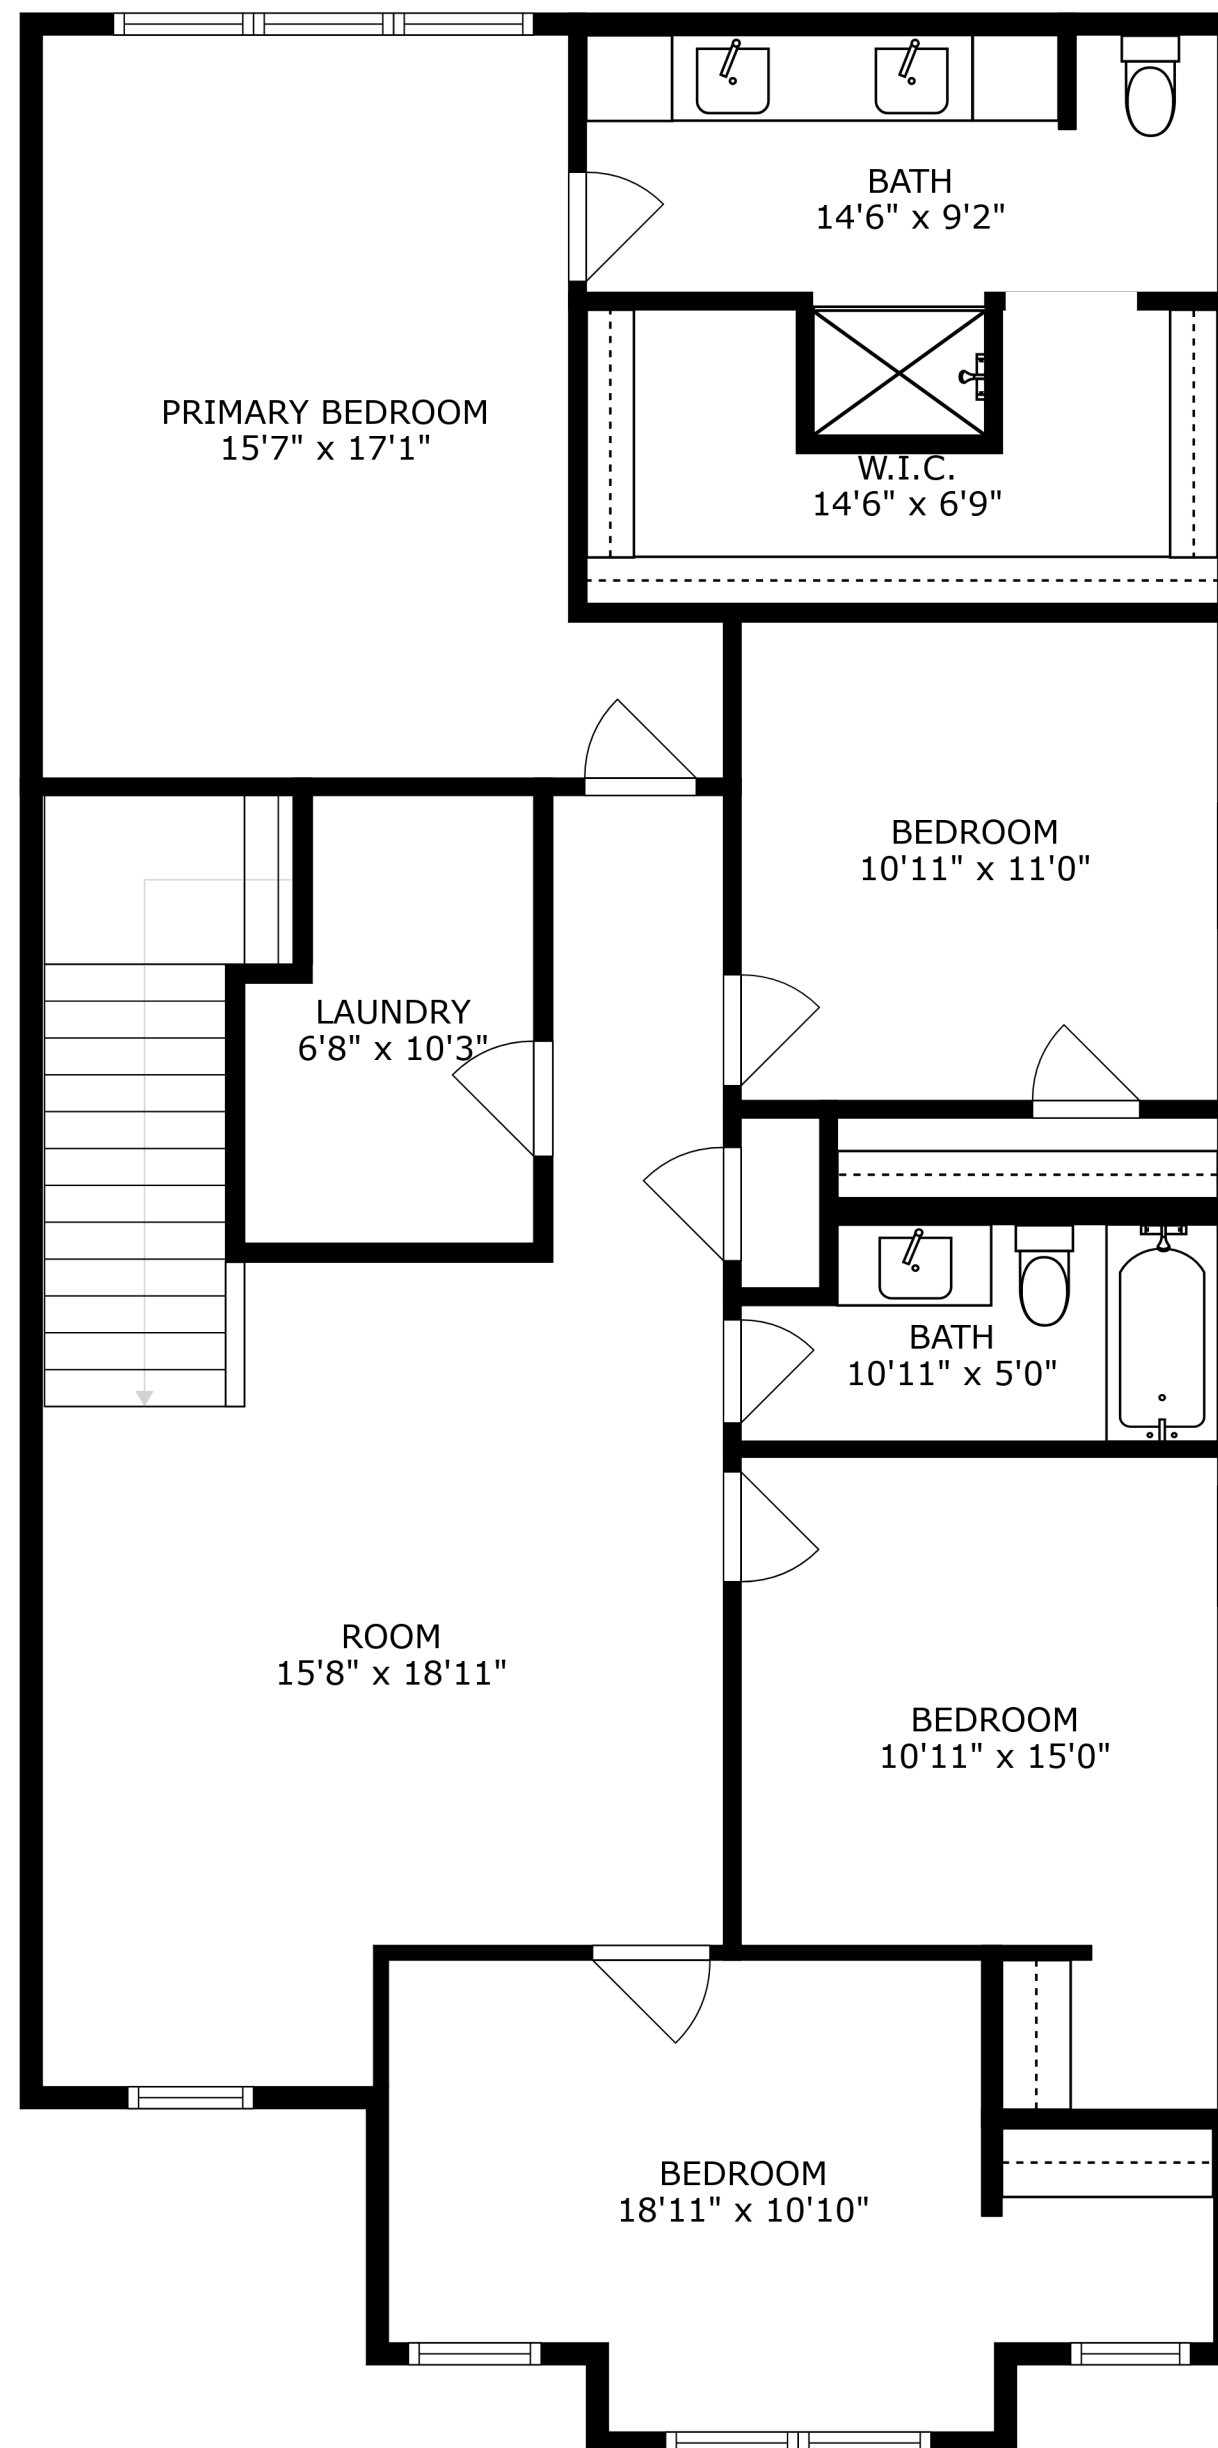 BATH
14'6" x 9'2"
PRIMARY BEDROOM
15'7" x 17'1"
W.I.C.
14'6" x 6'9"
BEDROOM
10'11" x 11'0"
LAUNDRY
6'8" x 10'3"
BATH
10'11" x 5'0"
ROOM
15'8" x 18'11"
BEDROOM
10'11" x 15'0"
BEDROOM
18'11" x 10'10"